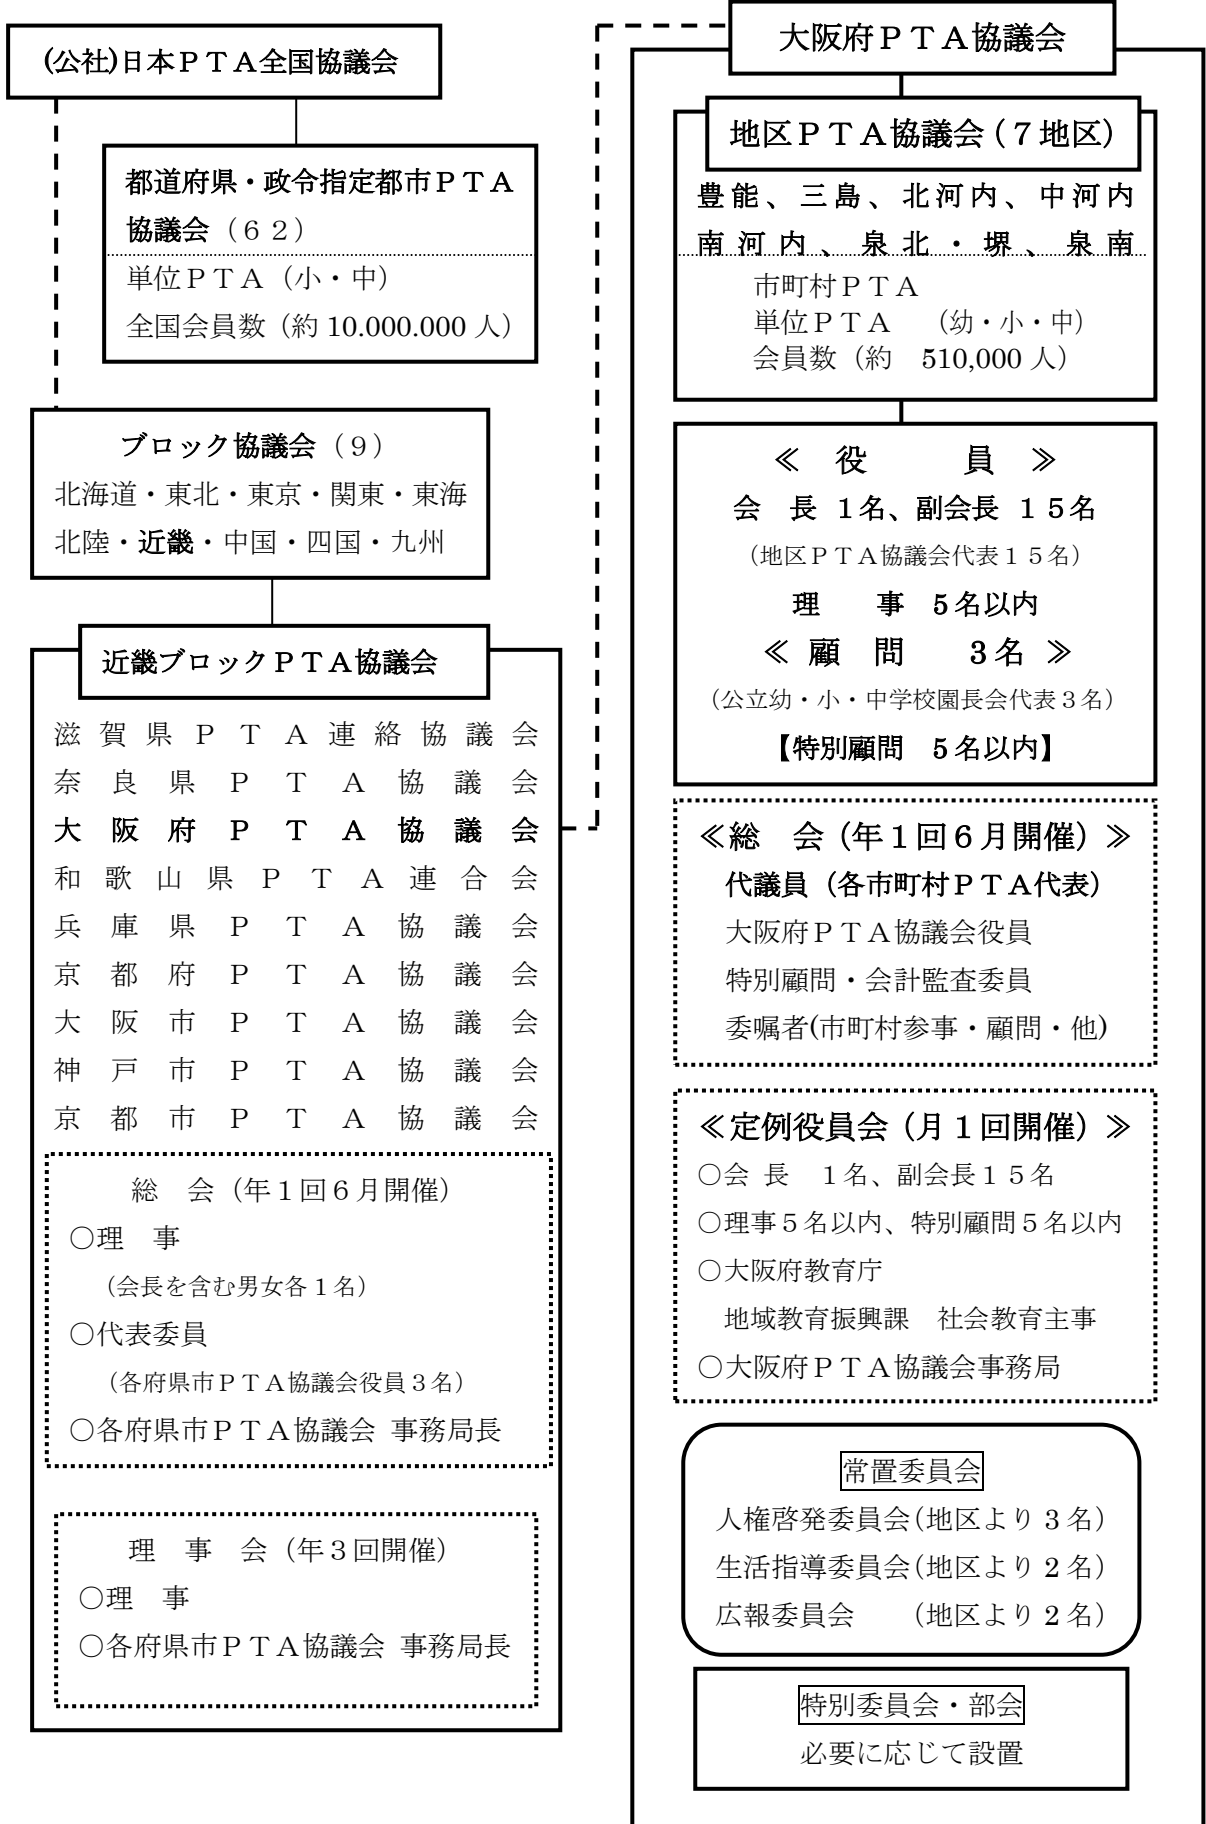 (公社)日本ＰＴＡ全国協議会
都道府県・政令指定都市ＰＴＡ
協議会（６２）
単位ＰＴＡ（小・中）
全国会員数（約 10.000.000 人）
ブロック協議会（９）
北海道・東北・東京・関東・東海
北陸・近畿・中国・四国・九州
近畿ブロックＰＴＡ協議会
滋賀県ＰＴＡ連絡協議会
奈良県ＰＴＡ協議会
大阪府ＰＴＡ協議会
和歌山県ＰＴＡ連合会
兵庫県ＰＴＡ協議会
京都府ＰＴＡ協議会
大阪市ＰＴＡ協議会
神戸市ＰＴＡ協議会
京都市ＰＴＡ協議会
総　会（年１回６月開催）
○理　事
（会長を含む男女各１名）
○代表委員
（各府県市ＰＴＡ協議会役員３名）
○各府県市ＰＴＡ協議会 事務局長
理　事　会（年３回開催）
○理　事
○各府県市ＰＴＡ協議会 事務局長
大阪府ＰＴＡ協議会
地区ＰＴＡ協議会（７地区）
豊能、三島、北河内、中河内
南河内、泉北・堺、泉南
市町村ＰＴＡ
単位ＰＴＡ　（幼・小・中）
会員数（約　510,000 人）
≪　役　　　員　≫
会　長 １名、副会長 １５名
（地区ＰＴＡ協議会代表１５名）
理　　事　５名以内
≪ 顧　問　　３名 ≫
（公立幼・小・中学校園長会代表３名）
【特別顧問　５名以内】
≪総　会（年１回６月開催）≫
代議員（各市町村ＰＴＡ代表）
大阪府ＰＴＡ協議会役員
特別顧問・会計監査委員
委嘱者(市町村参事・顧問・他)
≪定例役員会（月１回開催）≫
○会 長　１名、副会長１５名
○理事５名以内、特別顧問５名以内
○大阪府教育庁
地域教育振興課　社会教育主事
○大阪府ＰＴＡ協議会事務局
常置委員会
人権啓発委員会（地区より 3 名）
生活指導委員会（地区より 2 名）
広報委員会　　（地区より 2 名）
特別委員会・部会
必要に応じて設置